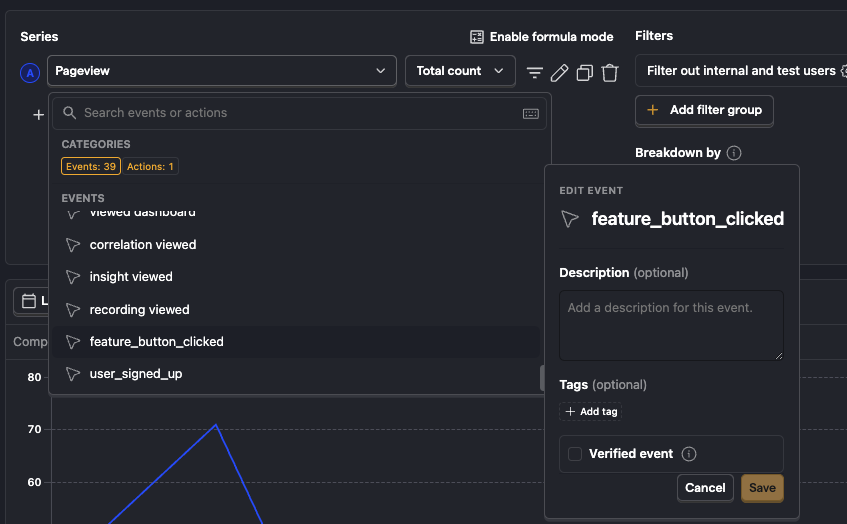 Series
Enable formula mode
A
Pageview
Total count
Search events or actions
CATEGORIES
Events: 39
Actions: 1
EVENTS
viewed dashboard
correlation viewed
insight viewed
recording viewed
feature_button_clicked
user_signed_up
Filters
Filter out internal and test users
+ Add filter group
Breakdown by
EDIT EVENT
feature_button_clicked
Description (optional)
Add a description for this event.
Tags (optional)
+ Add tag
Verified event
Cancel
Save
L
Comp
80
70
60